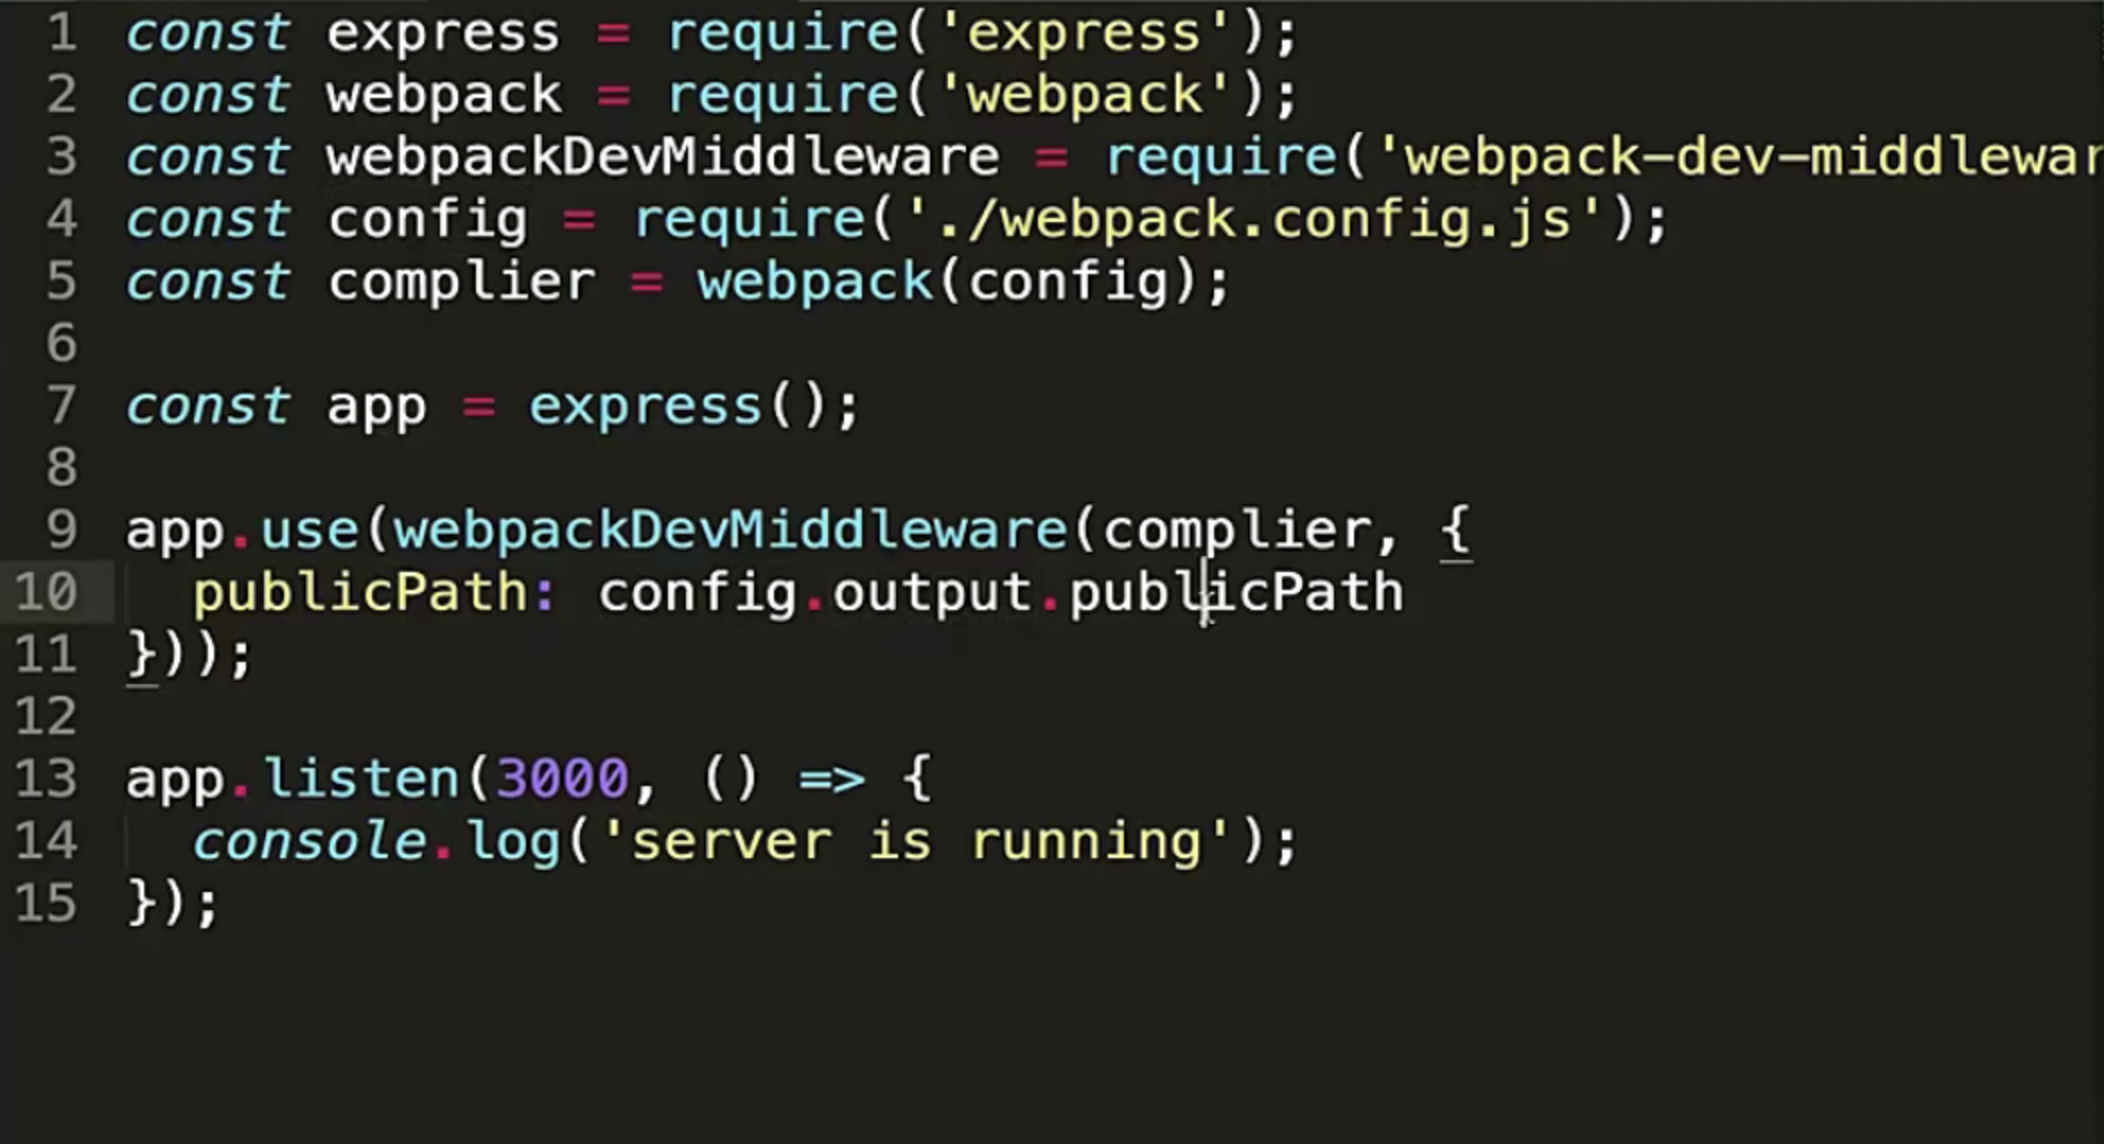 1 const express = require('express');
2 const webpack = require('webpack');
3 const webpackDevMiddleware = require('webpack-dev-middlewar
4 const config = require('./webpack.config.js');
5 const complier = webpack(config);
6
7 const app = express();
8
9 app.use(webpackDevMiddleware(complier, {
10   publicPath: config.output.publicPath
11 }));
12
13 app.listen(3000, () => {
14   console.log('server is running');
15 });